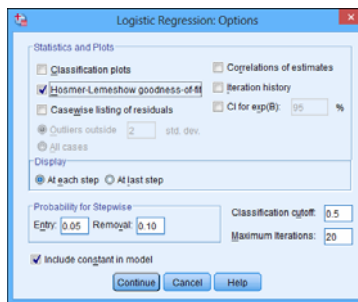 Logistic Regression: Options
Statistics and Plots
Classification plots
Correlations of estimates
Hosmer-Lemeshow goodness-of-fit
Iteration history
Casewise listing of residuals
CI for exp(B): 95 %
Outliers outside 2 std. dev.
All cases
Display
At each step At last step
Probability for Stepwise
Entry: 0.05 Removal: 0.10
Classification cutoff: 0.5
Maximum Iterations: 20
Include constant in model
Continue Cancel Help